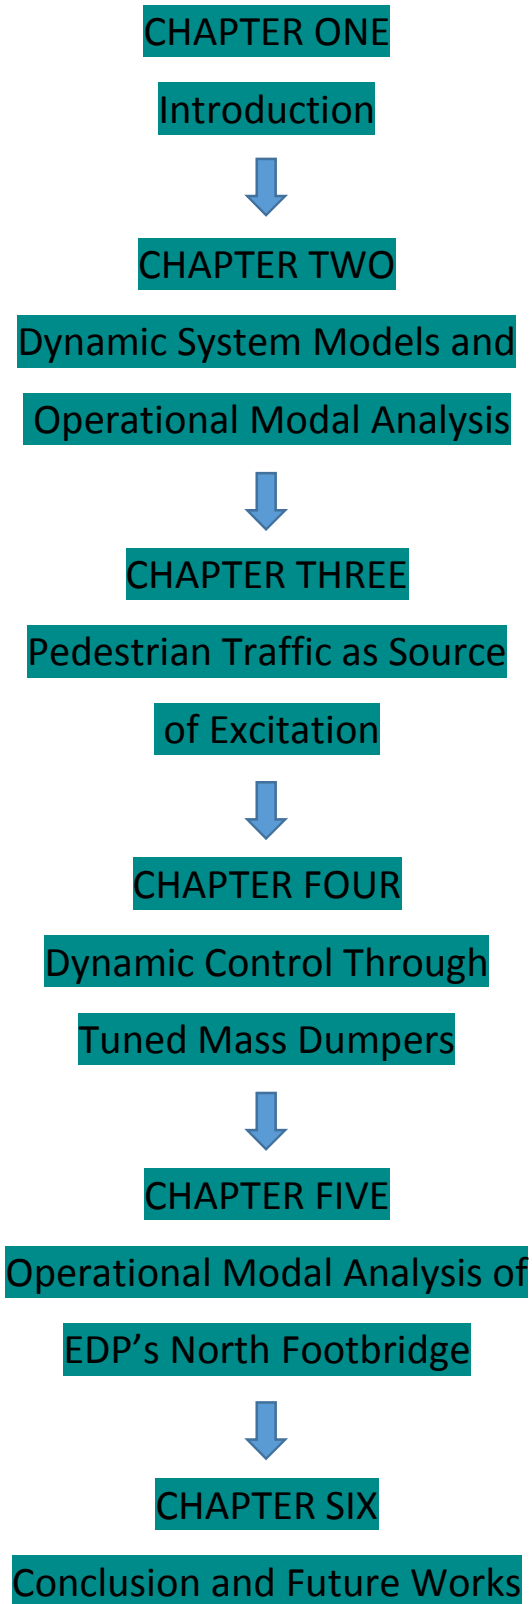 CHAPTER ONE
Introduction
CHAPTER TWO
Dynamic System Models and
Operational Modal Analysis
CHAPTER THREE
Pedestrian Traffic as Source
of Excitation
CHAPTER FOUR
Dynamic Control Through
Tuned Mass Dumpers
CHAPTER FIVE
Operational Modal Analysis of
EDP’s North Footbridge
CHAPTER SIX
Conclusion and Future Works